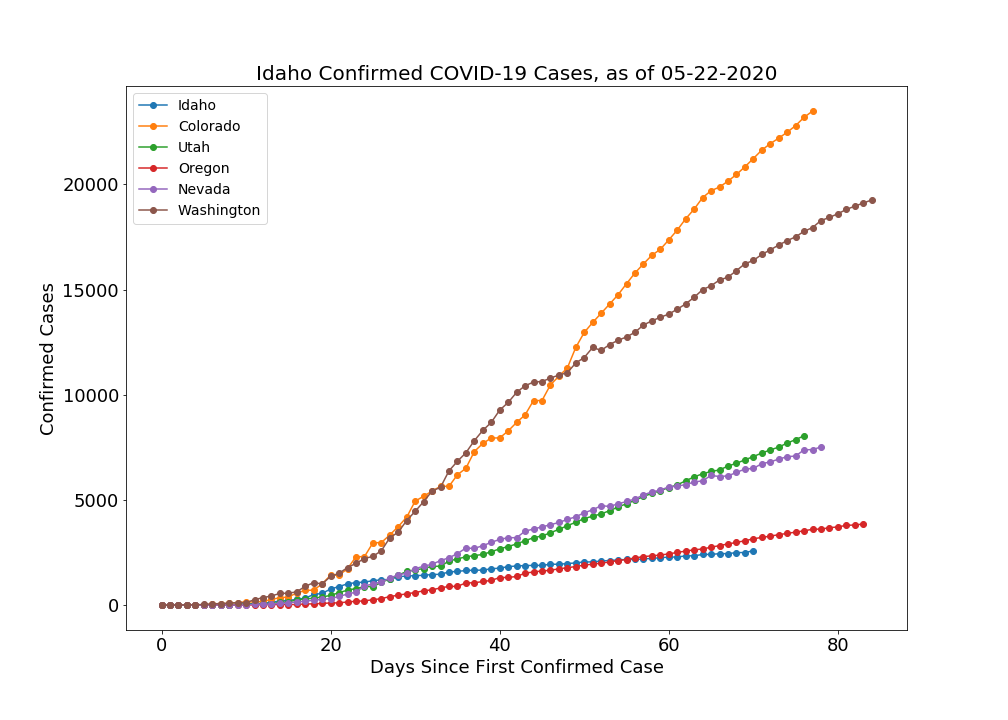 Idaho Confirmed COVID-19 Cases, as of 05-22-2020
Idaho
Colorado
Utah
Oregon
Nevada
Washington
20000
15000
10000
5000
0
Confirmed Cases
0 20 40 60 80
Days Since First Confirmed Case